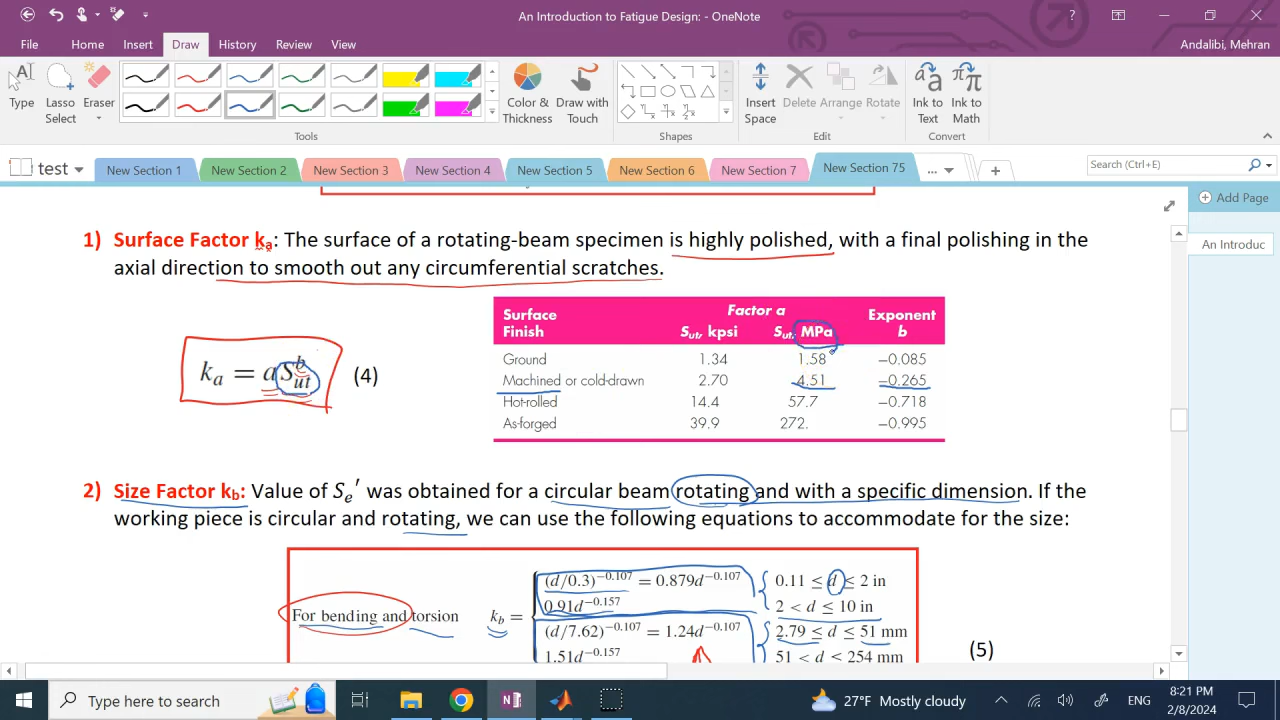 An Introduction to Fatigue Design: - OneNote
?
File Home Insert Draw History Review View
Andalibi, Mehran
Type
Lasso Select
Eraser
Color & Thickness
Draw with Touch
Insert Space
Delete
Arrange
Rotate
Ink to Text
Ink to Math
Tools
Shapes
Edit
Convert
test
New Section 1
New Section 2
New Section 3
New Section 4
New Section 5
New Section 6
New Section 7
New Section 75
...
Search (Ctrl+E)
Add Page
An Introduc
1) Surface Factor ka: The surface of a rotating-beam specimen is highly polished, with a final polishing in the
axial direction to smooth out any circumferential scratches.
ka = aS^b_ut (4)
Surface Finish Factor a Sut, kpsi Sut, MPa Exponent b
Ground 1.34 1.58 −0.085
Machined or cold-drawn 2.70 4.51 −0.265
Hot-rolled 14.4 57.7 −0.718
As-forged 39.9 272. −0.995
2) Size Factor kb: Value of Se′ was obtained for a circular beam rotating and with a specific dimension. If the
working piece is circular and rotating, we can use the following equations to accommodate for the size:
For bending and torsion kb =
(d/0.3)^−0.107 = 0.879d^−0.107 0.11 ≤ d ≤ 2 in
0.91d^−0.157 2 < d ≤ 10 in
(d/7.62)^−0.107 = 1.24d^−0.107 2.79 ≤ d ≤ 51 mm
1.51d^−0.157 51 < d ≤ 254 mm
(5)
Type here to search
27°F Mostly cloudy
ENG
8:21 PM
2/8/2024